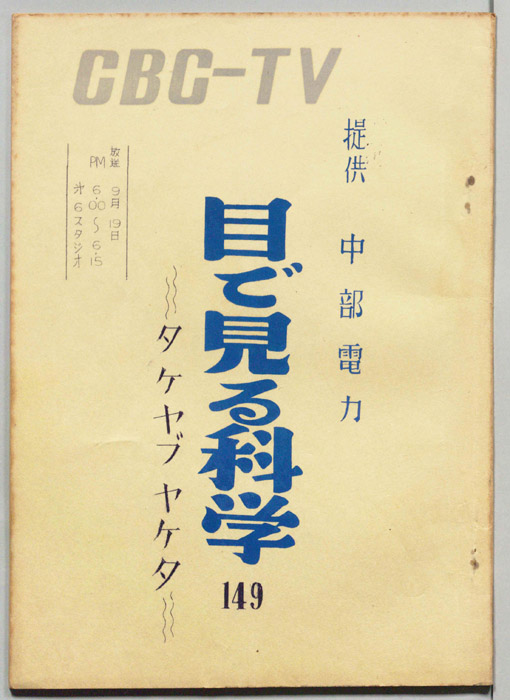 CBC-TV
提供 中部電力
目で見る科学
149
〜タケヤブ ヤケタ〜
放送 9月19日
PM 6.00〜6.15
オ6スタジオ